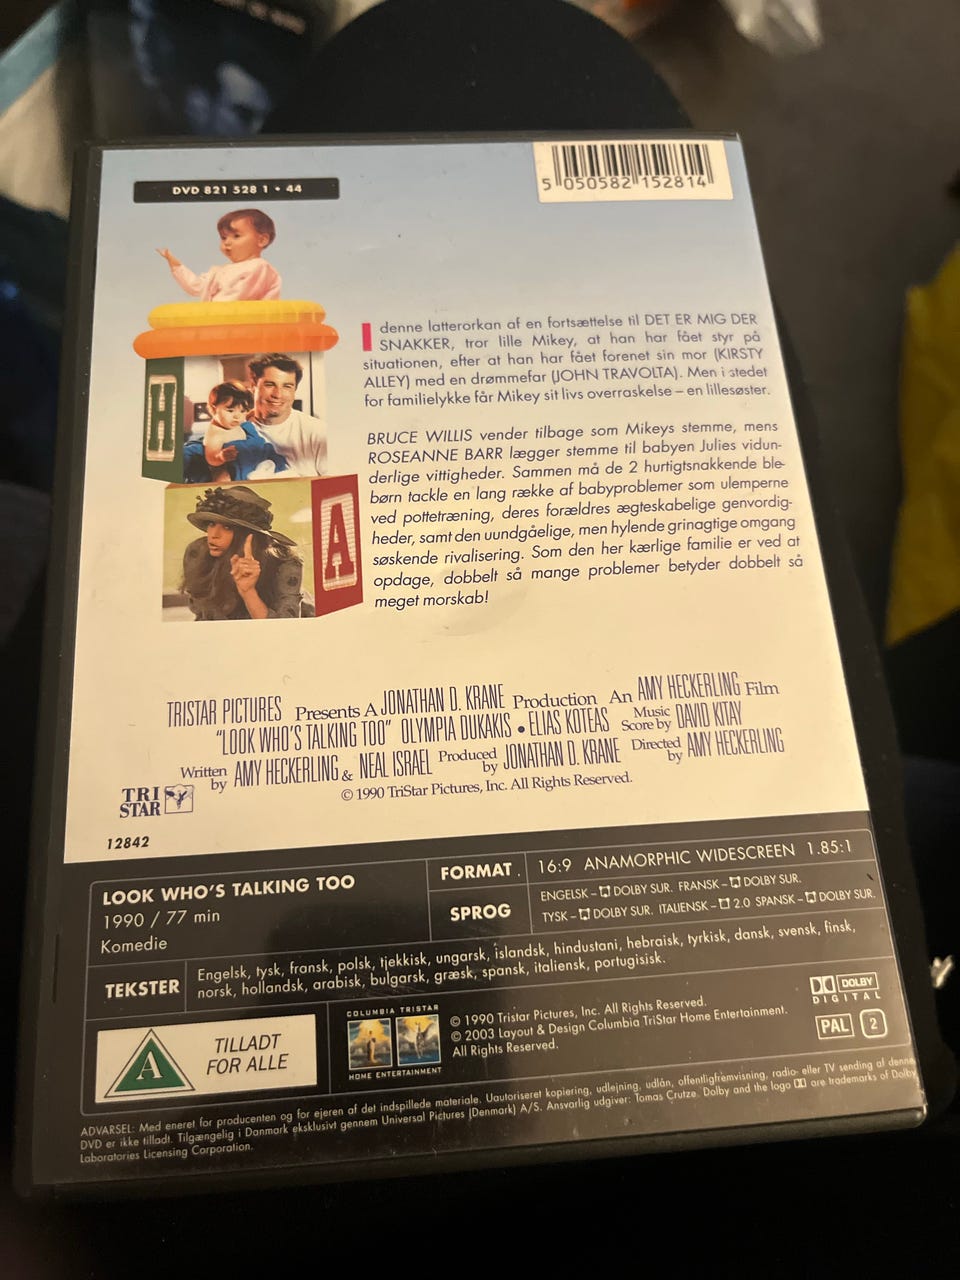 DVD 821 528 1 • 44
5 050582 152814
H
A
I denne latterorkan af en fortsættelse til DET ER MIG DER
SNAKKER, tror lille Mikey, at han har fået styr på
situationen, efter at han har fået forenet sin mor (KIRSTY
ALLEY) med en drømmefar (JOHN TRAVOLTA). Men i stedet
for familielykke får Mikey sit livs overraskelse – en lillesøster.
BRUCE WILLIS vender tilbage som Mikeys stemme, mens
ROSEANNE BARR lægger stemme til babyen Julies vidun-
derlige vittigheder. Sammen må de 2 hurtigtsnakkende ble-
børn tackle en lang række af babyproblemer som ulemperne
ved pottetræning, deres forældres ægteskabelige genvordig-
heder, samt den uundgåelige, men hylende grinagtige omgang
søskende rivalisering. Som den her kærlige familie er ved at
opdage, dobbelt så mange problemer betyder dobbelt så
meget morskab!
TRISTAR PICTURES Presents A JONATHAN D. KRANE Production An AMY HECKERLING Film
"LOOK WHO'S TALKING TOO" OLYMPIA DUKAKIS • ELIAS KOTEAS Music Score by DAVID KITAY
Written by AMY HECKERLING & NEAL ISRAEL Produced by JONATHAN D. KRANE Directed by AMY HECKERLING
© 1990 TriStar Pictures, Inc. All Rights Reserved.
TRI
STAR
12842
LOOK WHO'S TALKING TOO
1990 / 77 min
Komedie
FORMAT. 16:9 ANAMORPHIC WIDESCREEN 1.85:1
SPROG
ENGELSK – DOLBY SUR. FRANSK – DOLBY SUR.
TYSK – DOLBY SUR. ITALIENSK – 2.0 SPANSK – DOLBY SUR.
TEKSTER
Engelsk, tysk, fransk, polsk, tjekkisk, ungarsk, islandsk, hindustani, hebraisk, tyrkisk, dansk, svensk, finsk,
norsk, hollandsk, arabisk, bulgarsk, græsk, spansk, italiensk, portugisisk.
A
TILLADT
FOR ALLE
COLUMBIA TRISTAR
HOME ENTERTAINMENT
© 1990 Tristar Pictures, Inc. All Rights Reserved.
© 2003 Layout & Design Columbia TriStar Home Entertainment.
All Rights Reserved.
DOLBY
DIGITAL
PAL 2
ADVARSEL: Med eneret for producenten og for ejeren af det indspillede materiale. Uautoriseret kopiering, udlejning, udlån, offentligfremvisning, radio- eller TV sending af denne
DVD er ikke tilladt. Tilgængelig i Danmark eksklusivt gennem Universal Pictures (Denmark) A/S. Ansvarlig udgiver: Tomas Crutze. Dolby and the logo are trademarks of Dolby
Laboratories Licensing Corporation.